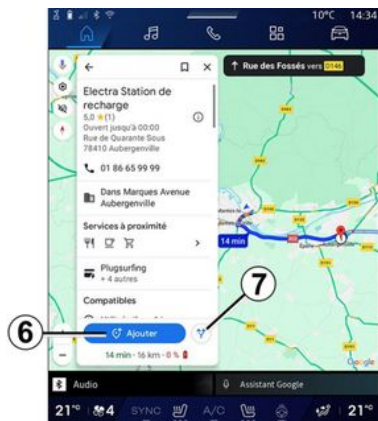 10°C 14:34
Rue des Fossés vers D146
Electra Station de
recharge
5,0 ★ (1)
Ouvert jusqu'à 00:00
Rue de Quarante Sous
78410 Aubergenville
01 86 65 99 99
Dans Marques Avenue
Aubergenville
Services à proximité
Plugsurfing
+ 4 autres
Compatibles
Ajouter
14 min · 16 km · 0 %
14 min
Épône
Google
6
7
Audio
Assistant Google
21°C 4 SYNC A/C 21°C